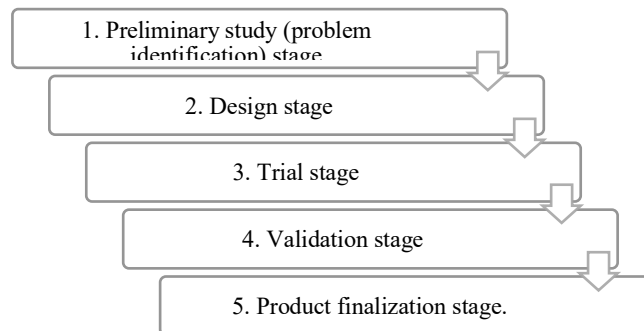 1. Preliminary study (problem
identification) stage
2. Design stage
3. Trial stage
4. Validation stage
5. Product finalization stage.